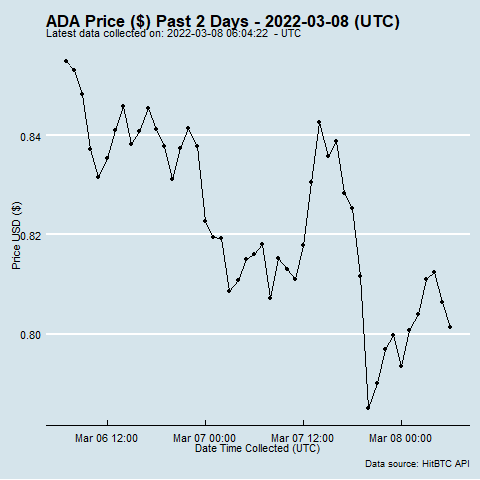 ADA Price ($) Past 2 Days - 2022-03-08 (UTC)
Latest data collected on: 2022-03-08 06:04:22  - UTC
0.84
0.82
0.80
Price USD ($)
Mar 06 12:00
Mar 07 00:00
Mar 07 12:00
Mar 08 00:00
Date Time Collected (UTC)
Data source: HitBTC API